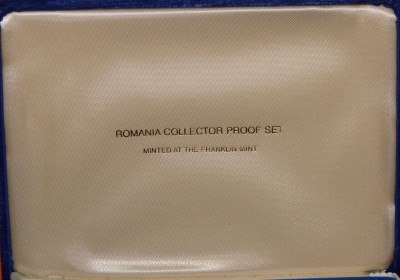 ROMANIA COLLECTOR PROOF SET
MINTED AT THE FRANKLIN MINT